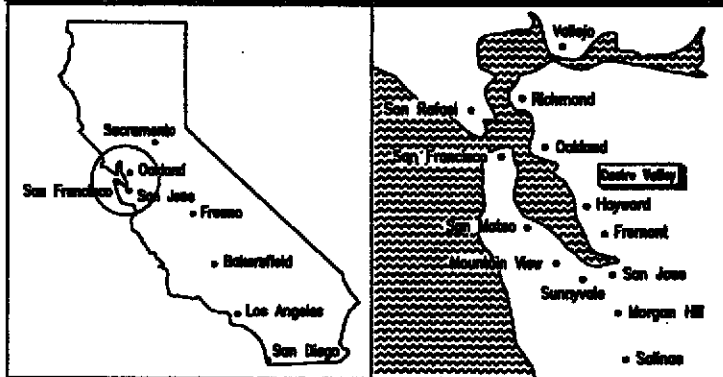 Sacramento
Oakland
San Francisco
San Jose
Fresno
Bakersfield
Los Angeles
San Diego
Vallejo
San Rafael
Richmond
Oakland
San Francisco
Castro Valley
Hayward
San Mateo
Fremont
Mountain View
San Jose
Sunnyvale
Morgan Hill
Salinas